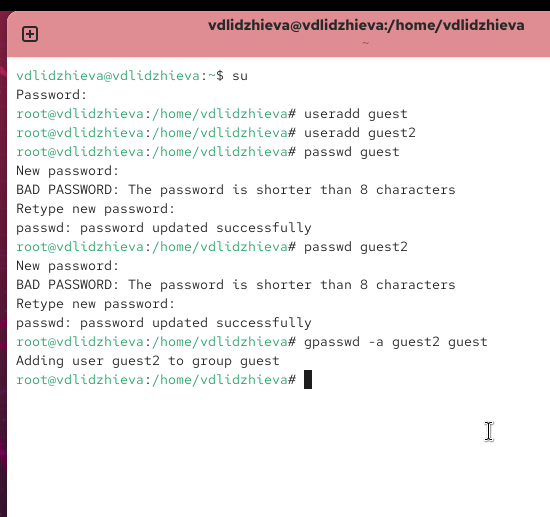 vdlidzhieva@vdlidzhieva:/home/vdlidzhieva
~
vdlidzhieva@vdlidzhieva:~$ su
Password:
root@vdlidzhieva:/home/vdlidzhieva# useradd guest
root@vdlidzhieva:/home/vdlidzhieva# useradd guest2
root@vdlidzhieva:/home/vdlidzhieva# passwd guest
New password:
BAD PASSWORD: The password is shorter than 8 characters
Retype new password:
passwd: password updated successfully
root@vdlidzhieva:/home/vdlidzhieva# passwd guest2
New password:
BAD PASSWORD: The password is shorter than 8 characters
Retype new password:
passwd: password updated successfully
root@vdlidzhieva:/home/vdlidzhieva# gpasswd -a guest2 guest
Adding user guest2 to group guest
root@vdlidzhieva:/home/vdlidzhieva#